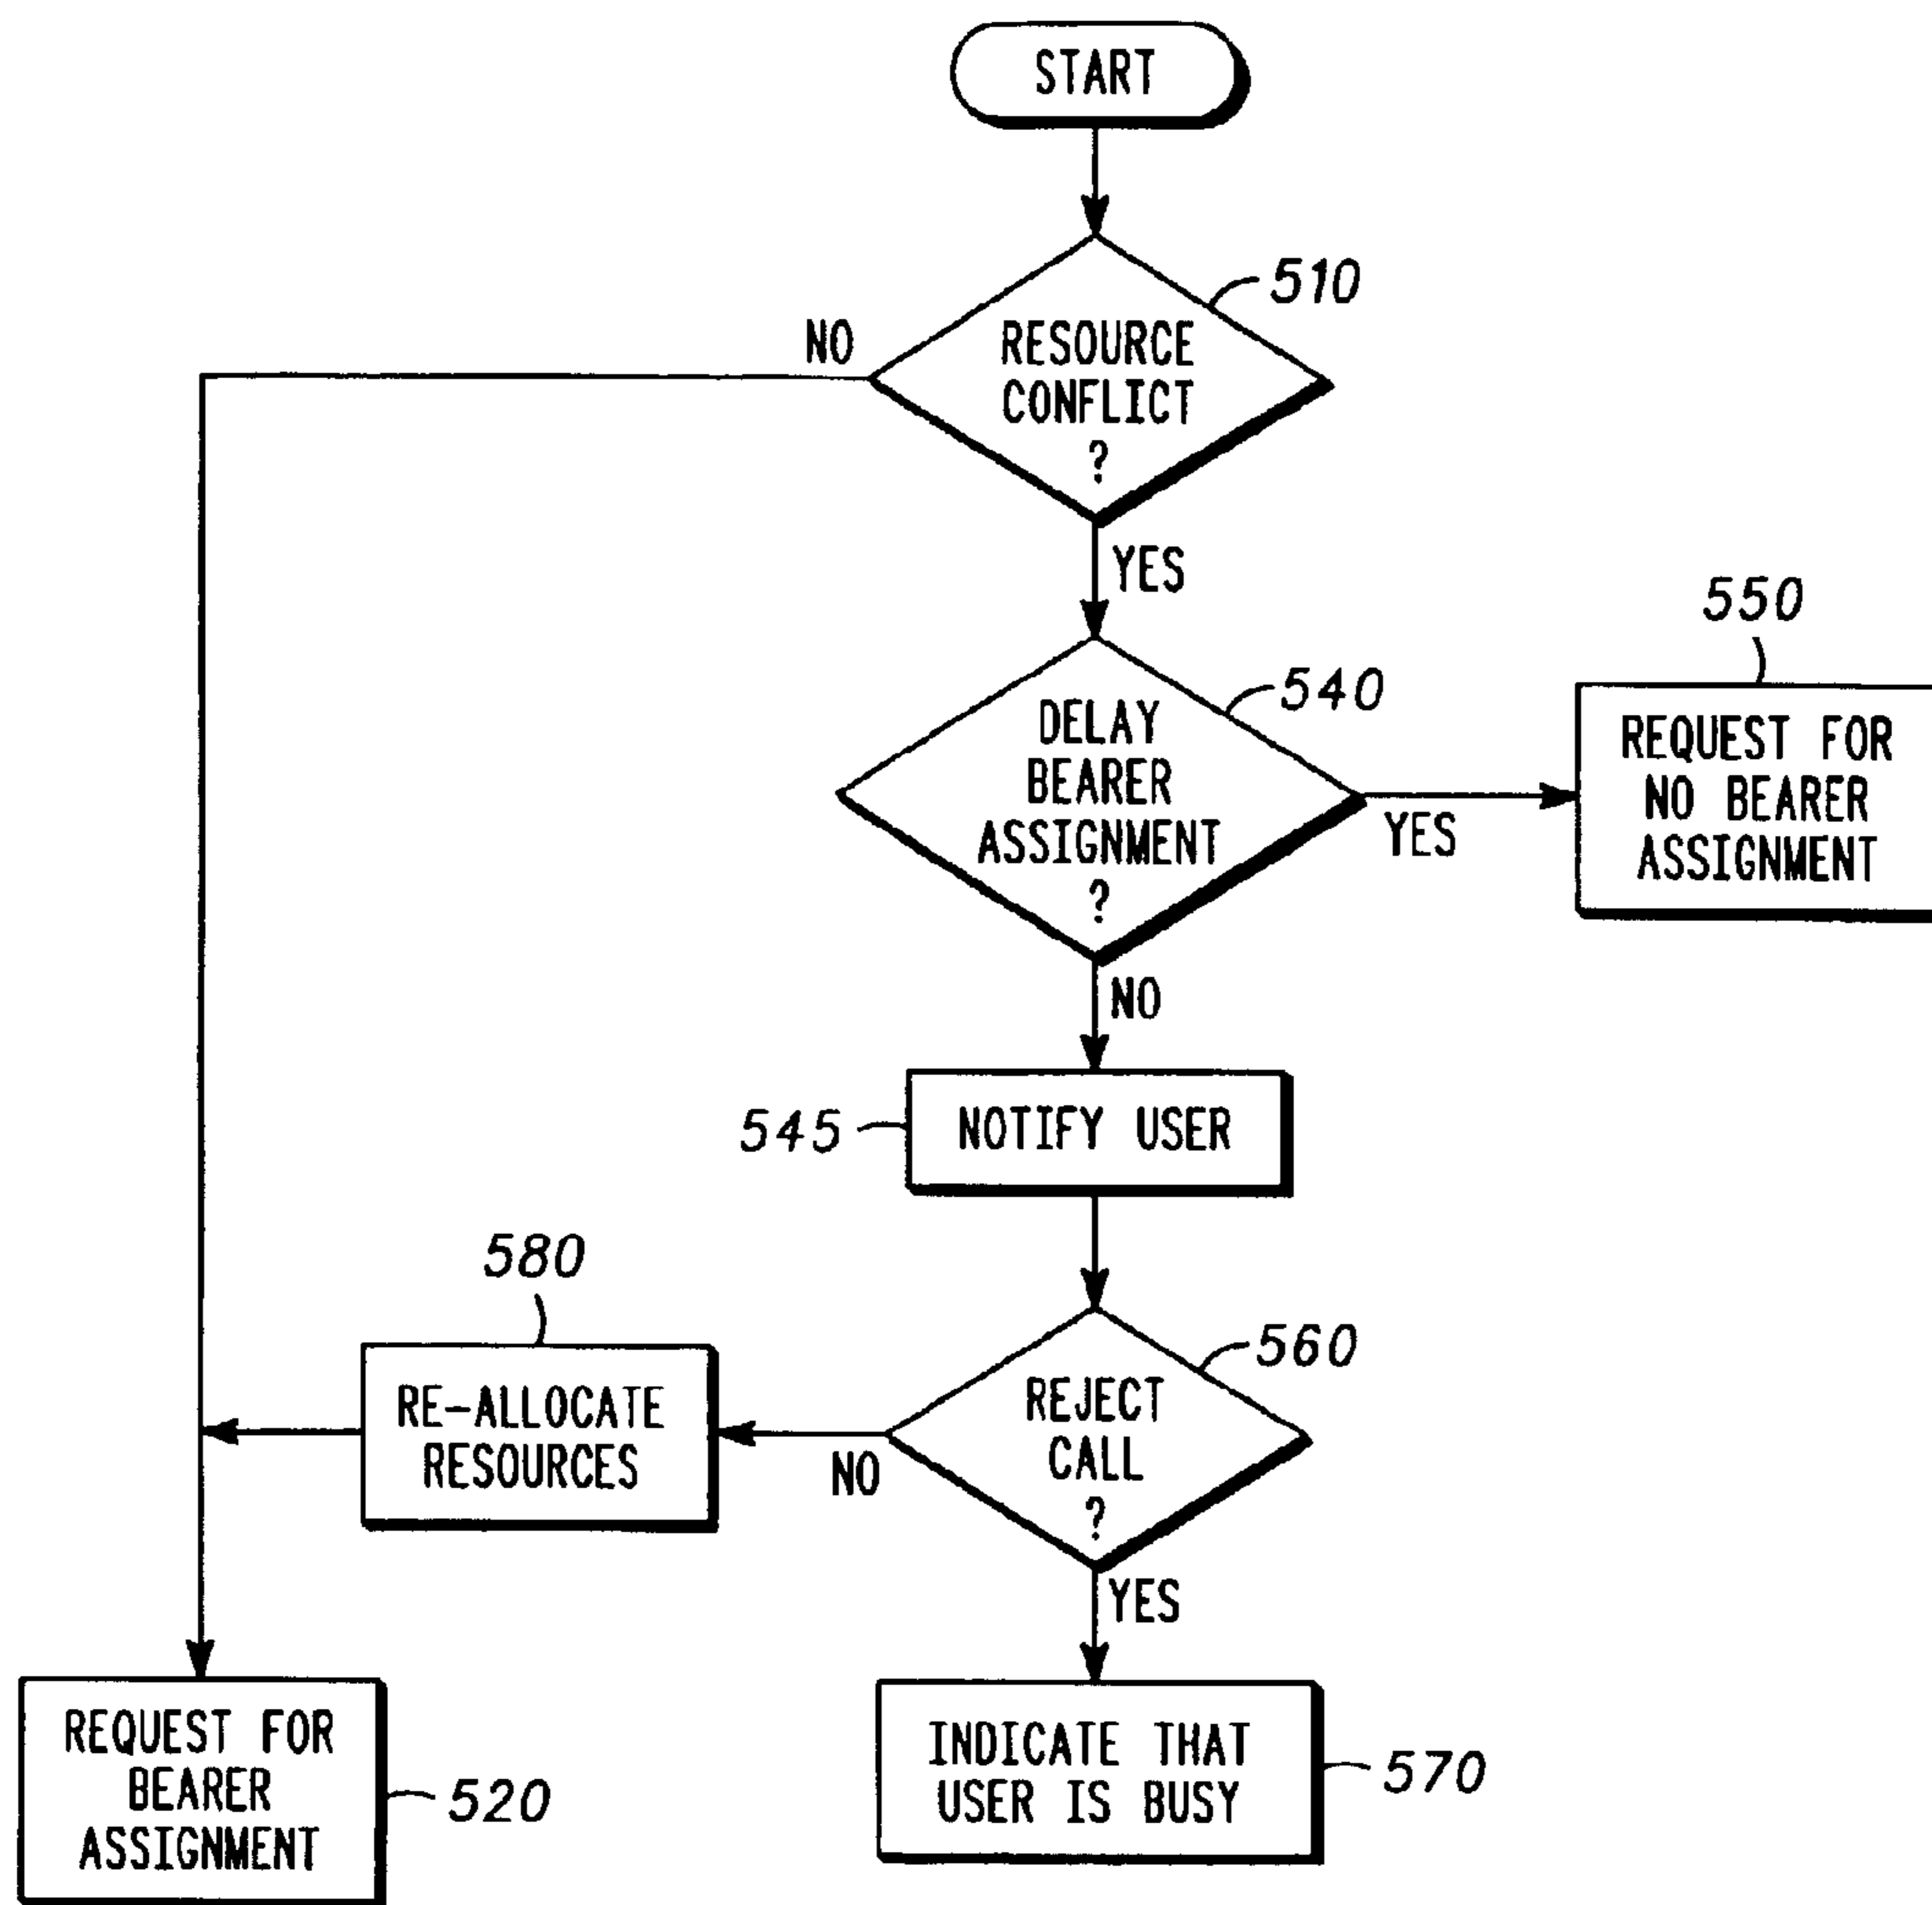 START
510
NO
RESOURCE
CONFLICT
?
YES
550
540
DELAY
BEARER
ASSIGNMENT
?
YES
REQUEST FOR
NO BEARER
ASSIGNMENT
NO
545
NOTIFY USER
580
560
RE-ALLOCATE
RESOURCES
NO
REJECT
CALL
?
YES
REQUEST FOR
BEARER
ASSIGNMENT
520
INDICATE THAT
USER IS BUSY
570